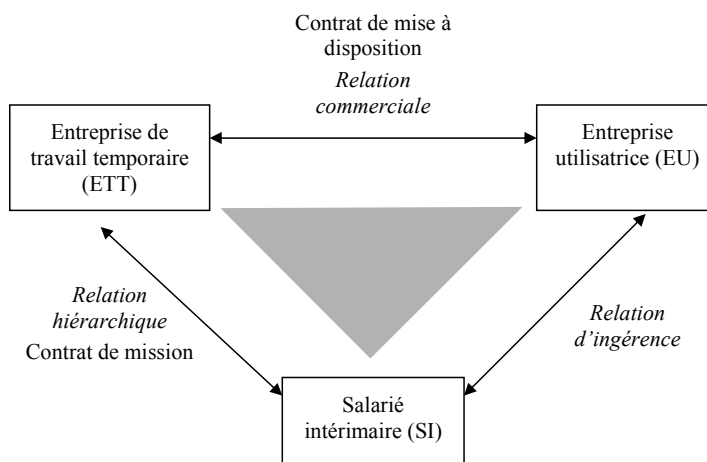 Contrat de mise à
disposition
Relation
commerciale
Entreprise de
travail temporaire
(ETT)
Entreprise
utilisatrice (EU)
Relation
hiérarchique
Contrat de mission
Relation
d'ingérence
Salarié
intérimaire (SI)